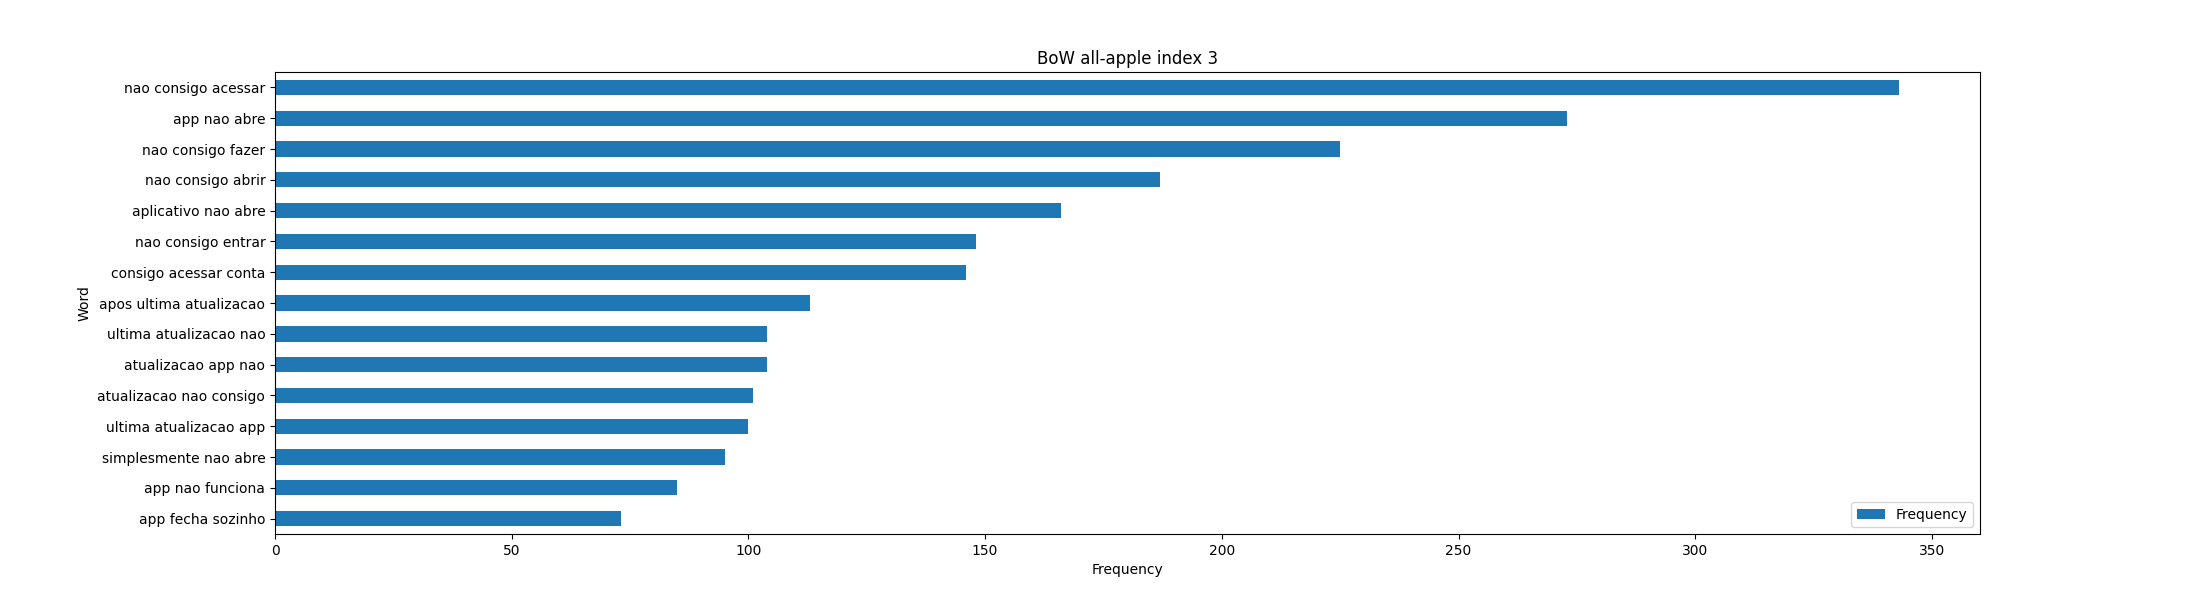 BoW all-apple index 3
nao consigo acessar
app nao abre
nao consigo fazer
nao consigo abrir
aplicativo nao abre
nao consigo entrar
consigo acessar conta
apos ultima atualizacao
ultima atualizacao nao
atualizacao app nao
atualizacao nao consigo
ultima atualizacao app
simplesmente nao abre
app nao funciona
app fecha sozinho
Word
Frequency
0 50 100 150 200 250 300 350
Frequency